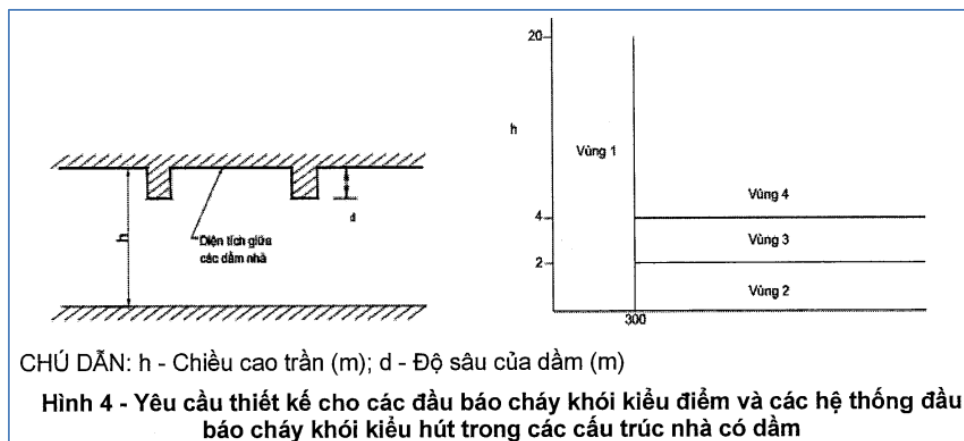 h
Diện tích giữa
các dầm nhà
d
20
h
4
2
Vùng 1
Vùng 4
Vùng 3
Vùng 2
300
CHÚ DẪN: h - Chiều cao trần (m); d - Độ sâu của dầm (m)
Hình 4 - Yêu cầu thiết kế cho các đầu báo cháy khói kiểu điểm và các hệ thống đầu
báo cháy khói kiểu hút trong các cấu trúc nhà có dầm